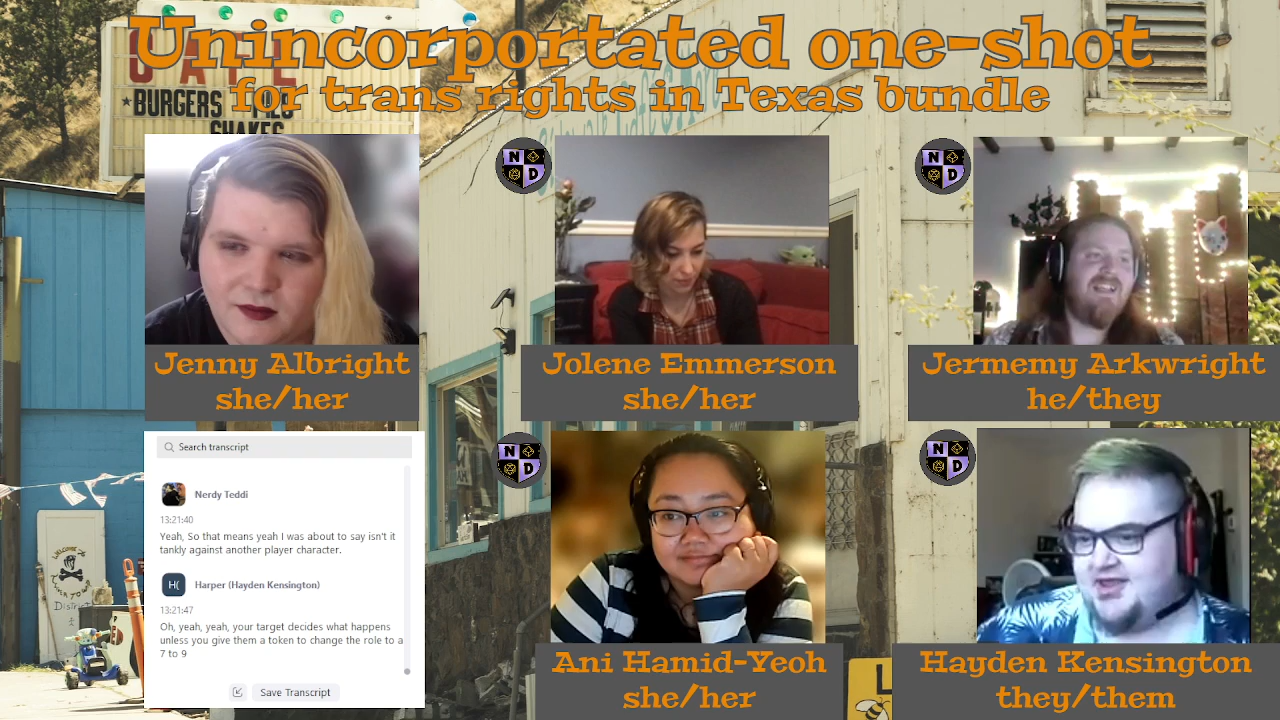 Unincorportated one-shot
for trans rights in Texas bundle
CAFE
★BURGERS PIES
SHAKES
N
D
N
D
Jenny Albright
she/her
Jolene Emmerson
she/her
Jermemy Arkwright
he/they
Search transcript
Nerdy Teddi
13:21:40
Yeah, So that means yeah I was about to say isn't it
tankly against another player character.
H(
Harper (Hayden Kensington)
13:21:47
Oh, yeah, yeah, your target decides what happens
unless you give them a token to change the role to a
7 to 9
Save Transcript
WELCOME
District
N
D
N
D
L
Ani Hamid-Yeoh
she/her
Hayden Kensington
they/them